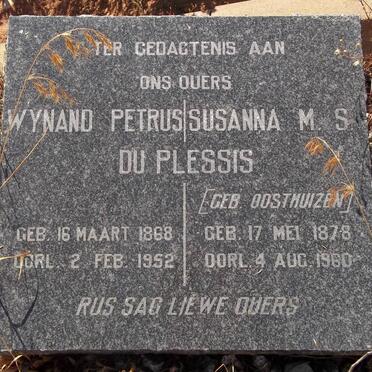 TER GEDAGTENIS AAN
ONS OUERS
WYNAND PETRUS SUSANNA M. S.
DU PLESSIS
[GEB. OOSTHUIZEN]
GEB. 16 MAART 1868 GEB. 17 MEI 1878
OORL. 2 FEB. 1952 OORL. 4 AUG. 1960
RUS SAG LIEWE OUERS